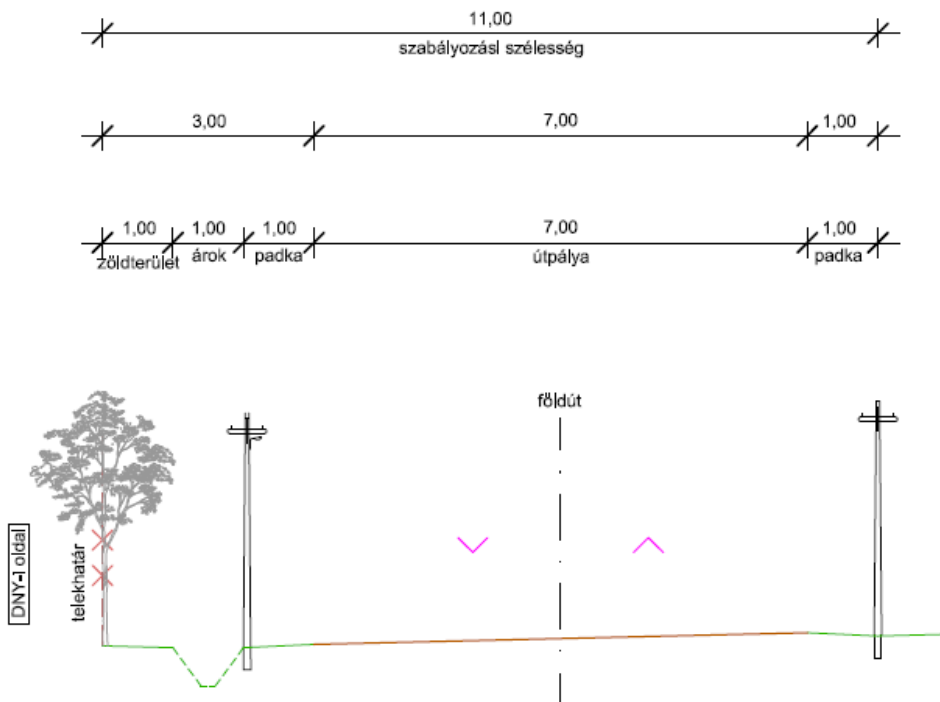 11,00
szabályozási szélesség
3,00 7,00 1,00
1,00 1,00 1,00 7,00 1,00
zöldterület árok padka útpálya padka
földút
DNY-i oldal
telekhatár